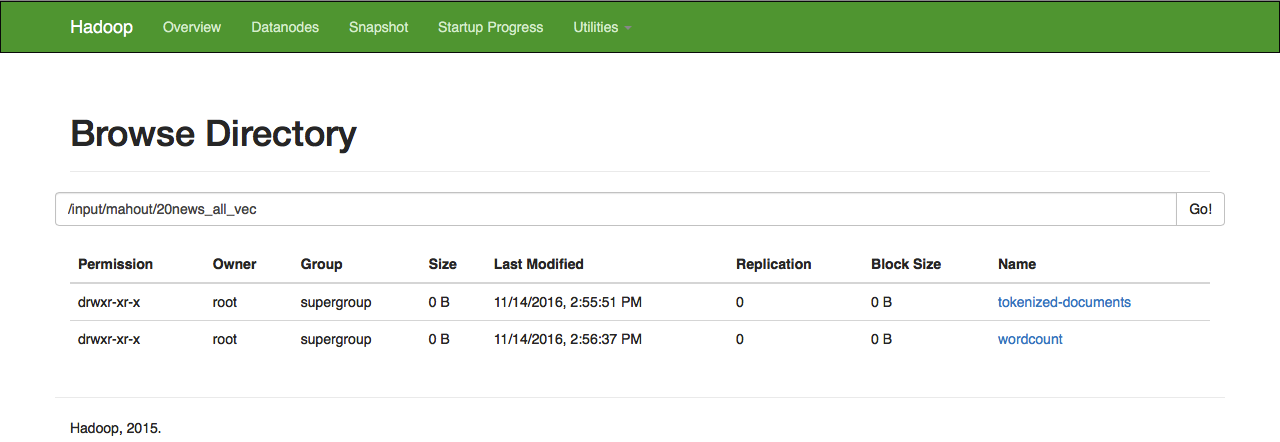 Hadoop Overview Datanodes Snapshot Startup Progress Utilities
Browse Directory
/input/mahout/20news_all_vec Go!
Permission Owner Group Size Last Modified Replication Block Size Name
drwxr-xr-x root supergroup 0 B 11/14/2016, 2:55:51 PM 0 0 B tokenized-documents
drwxr-xr-x root supergroup 0 B 11/14/2016, 2:56:37 PM 0 0 B wordcount
Hadoop, 2015.